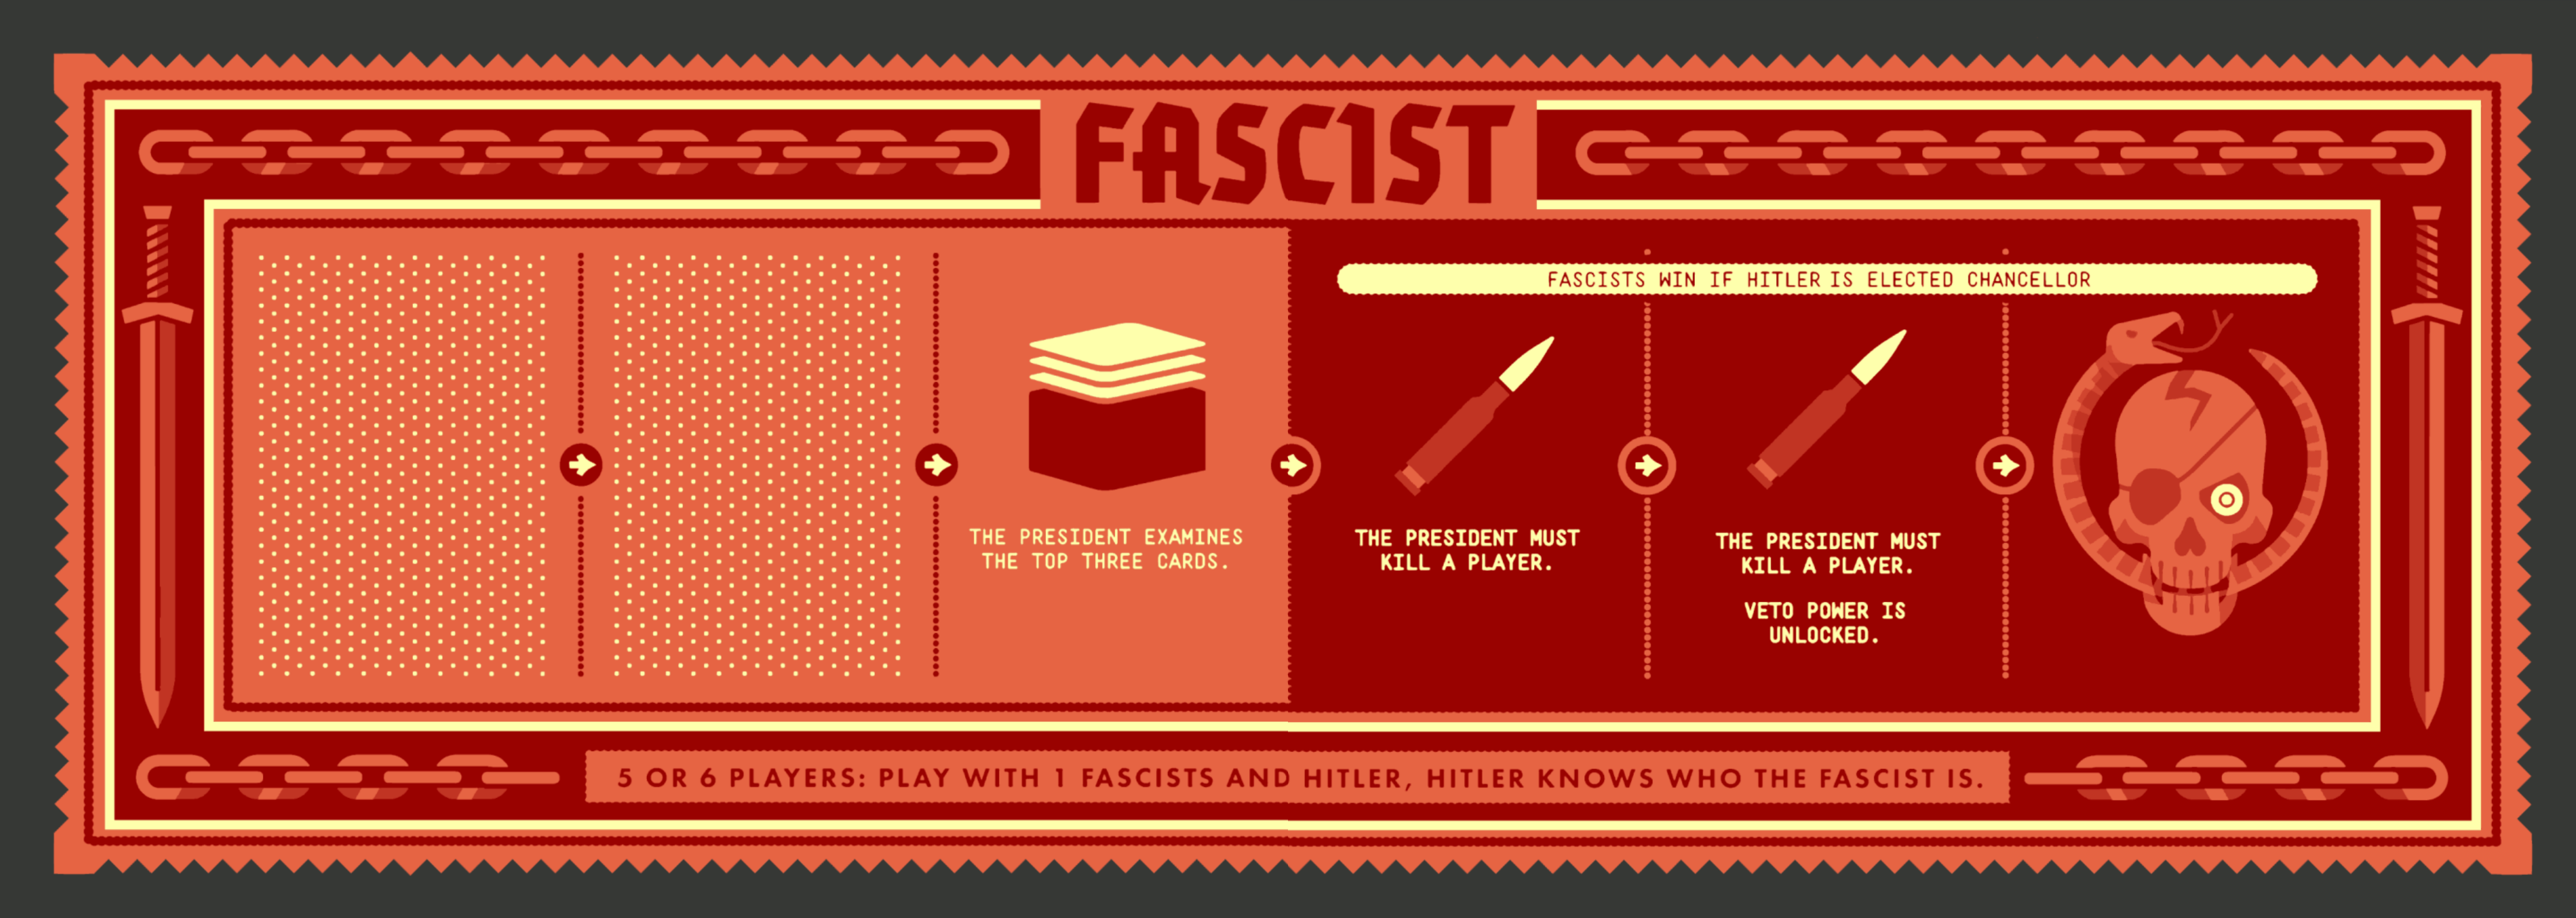 FASCIST
FASCISTS WIN IF HITLER IS ELECTED CHANCELLOR
THE PRESIDENT EXAMINES
THE TOP THREE CARDS.
THE PRESIDENT MUST
KILL A PLAYER.
THE PRESIDENT MUST
KILL A PLAYER.
VETO POWER IS
UNLOCKED.
5 OR 6 PLAYERS: PLAY WITH 1 FASCISTS AND HITLER, HITLER KNOWS WHO THE FASCIST IS.